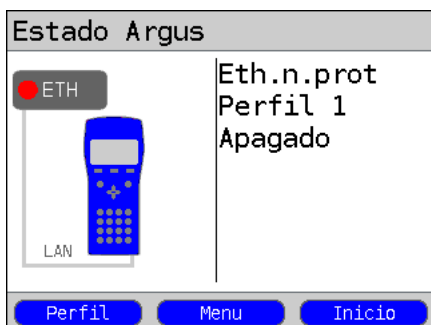 Estado Argus
ETH
LAN
Eth.n.prot
Perfil 1
Apagado
Perfil
Menu
Inicio